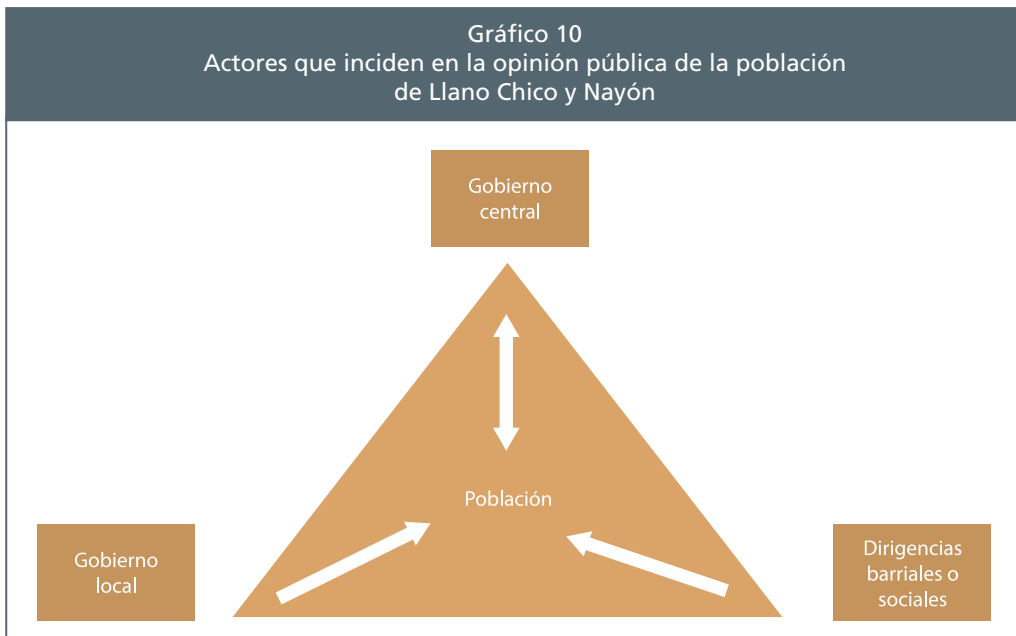 Gráfico 10
Actores que inciden en la opinión pública de la población
de Llano Chico y Nayón
Gobierno
central
Población
Gobierno
local
Dirigencias
barriales o
sociales